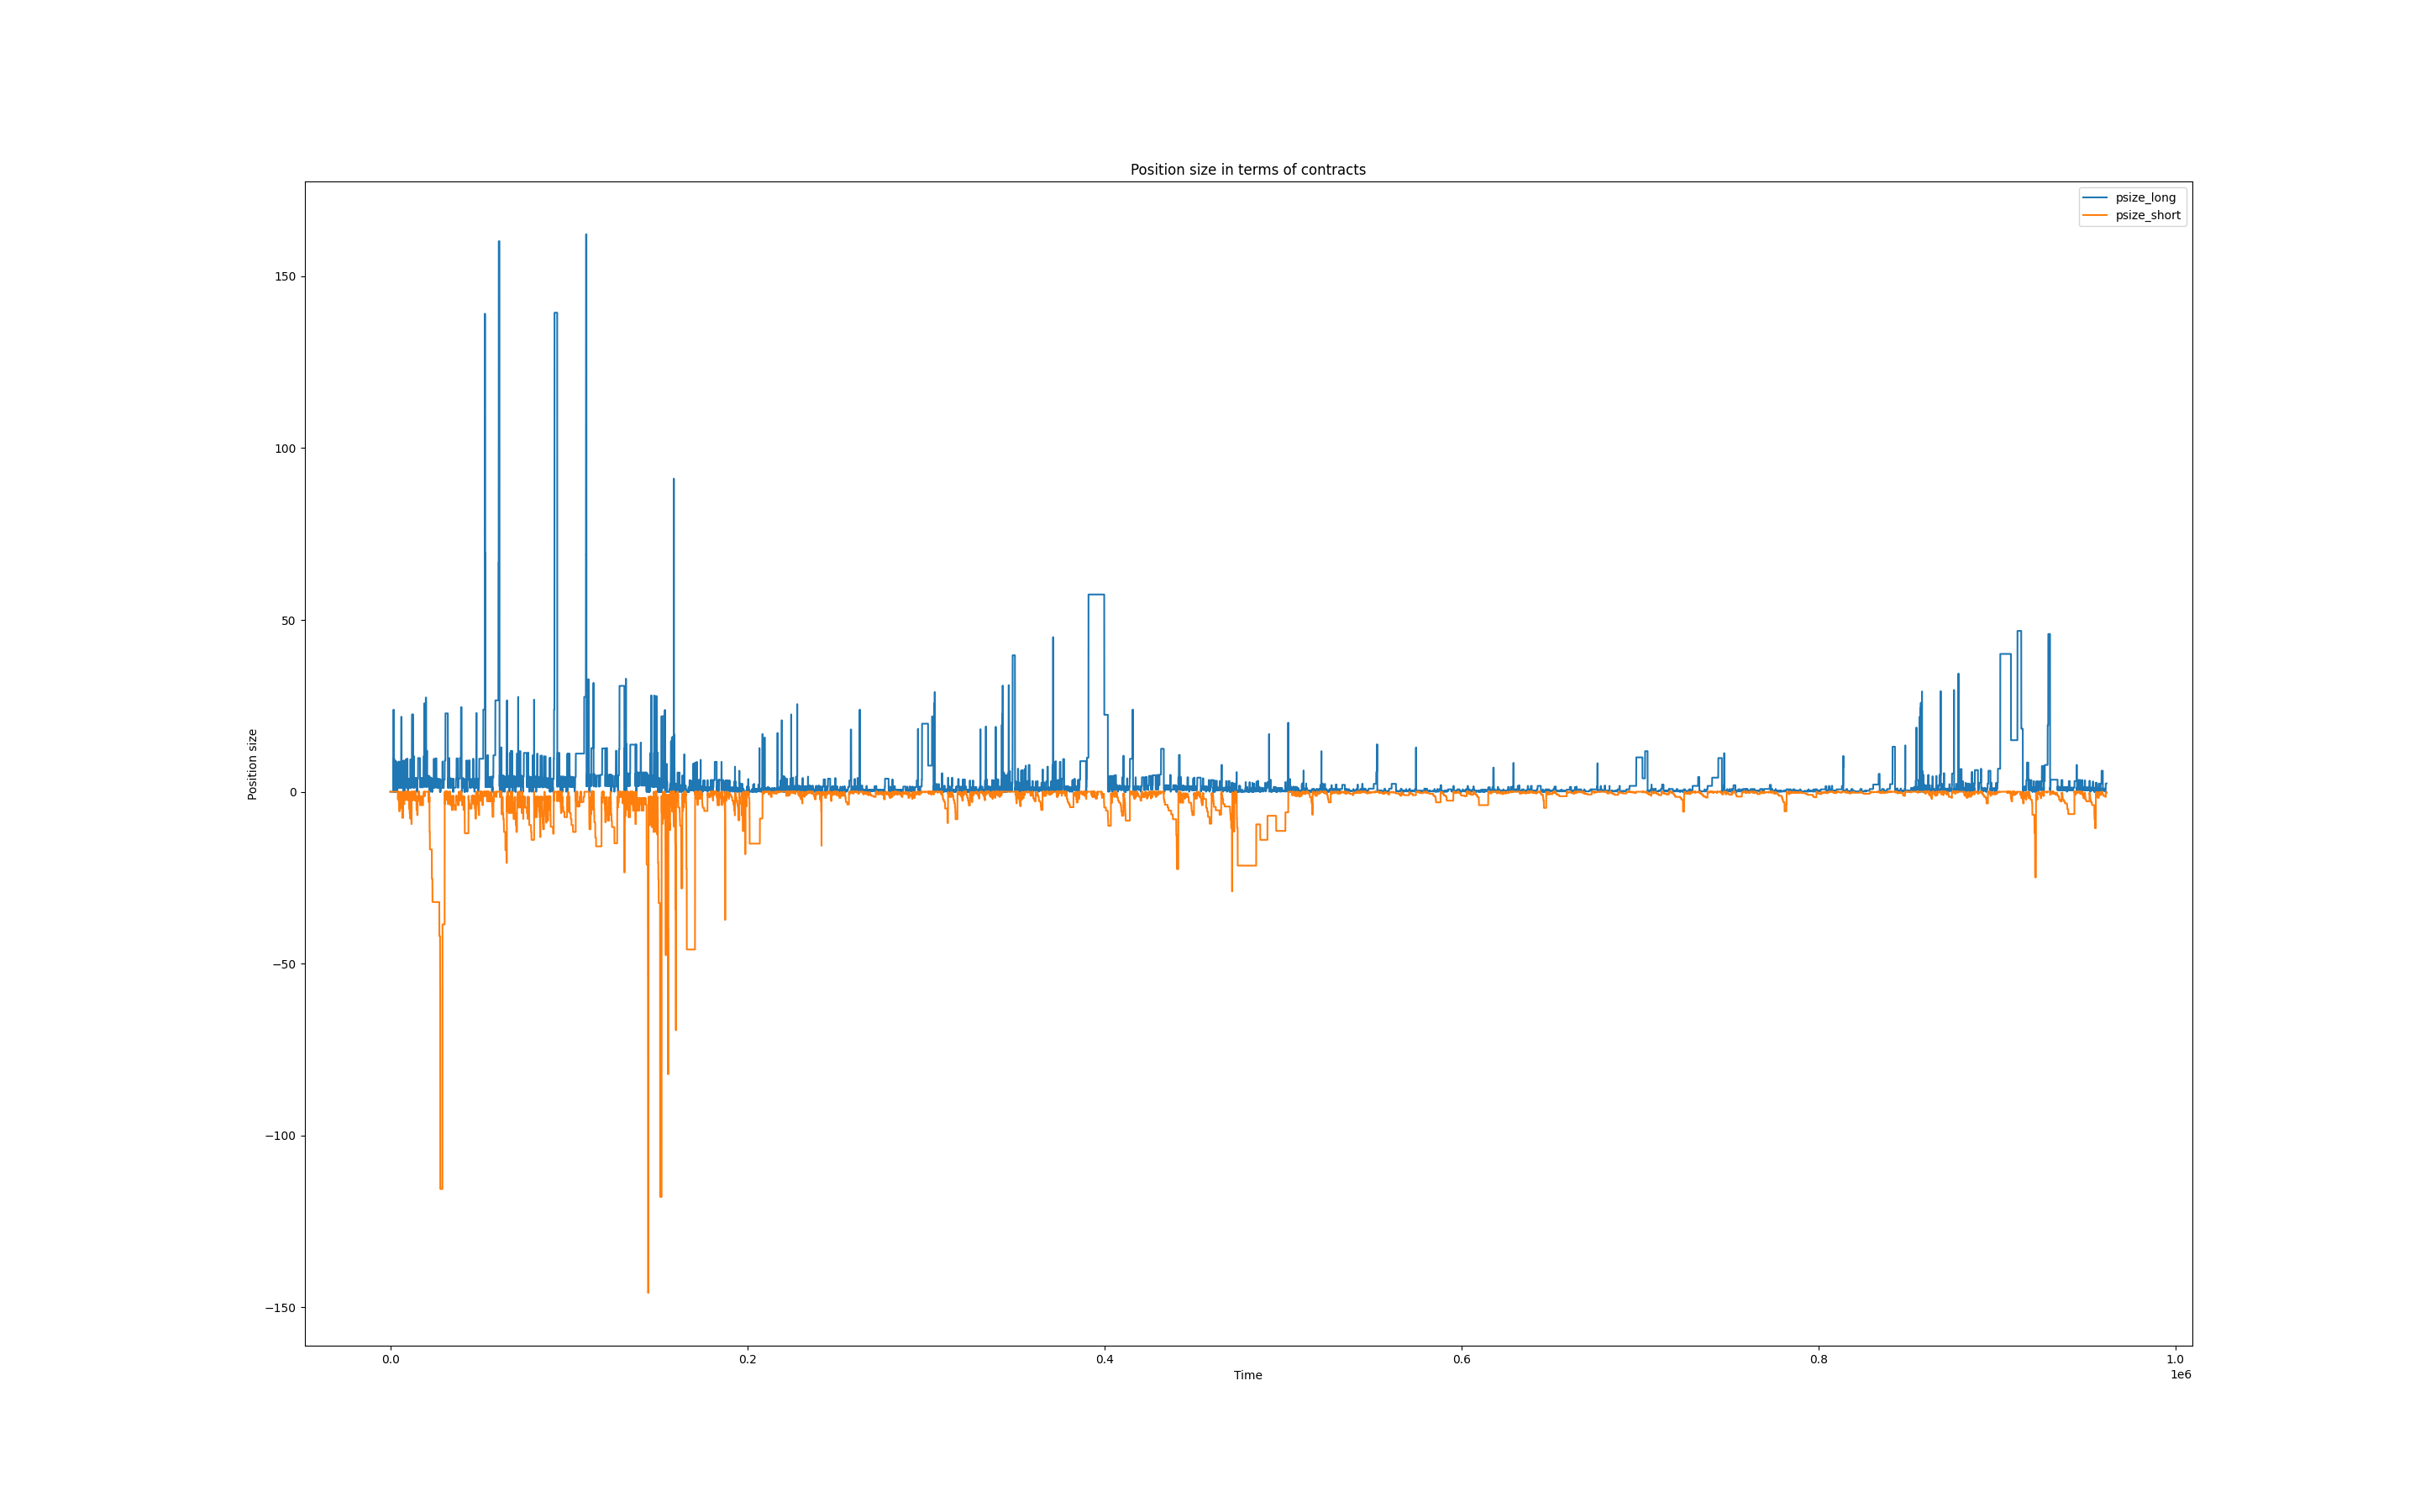 Position size in terms of contracts
psize_long
psize_short
Position size
150
100
50
0
−50
−100
−150
0.0
0.2
0.4
0.6
0.8
1.0
Time
1e6